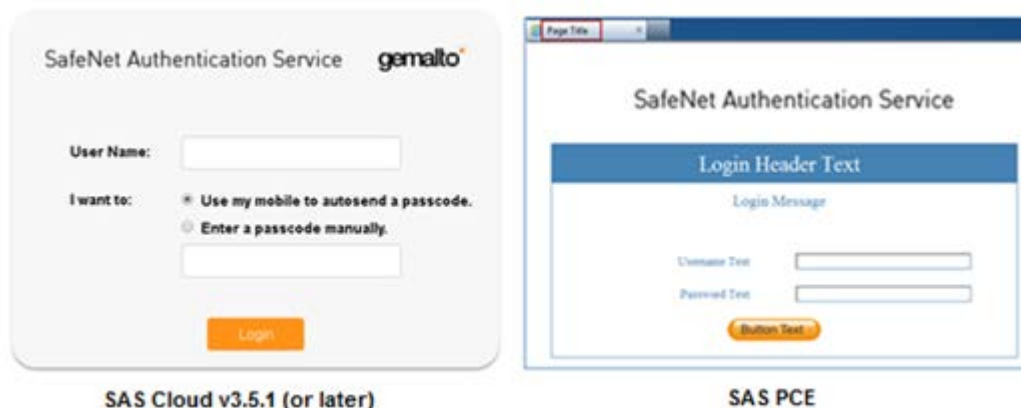 SafeNet Authentication Service gemalto
User Name:
I want to:
Use my mobile to autosend a passcode.
Enter a passcode manually.
Login
SAS Cloud v3.5.1 (or later)
Page Title
SafeNet Authentication Service
Login Header Text
Login Message
Username Text
Password Text
Button Text
SAS PCE